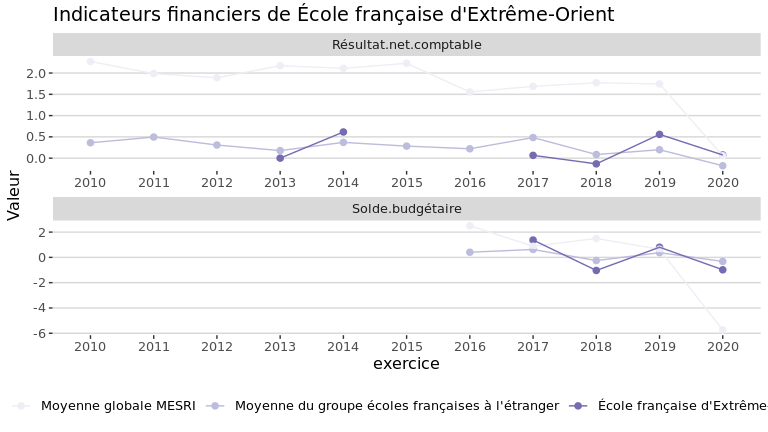 Indicateurs financiers de École française d'Extrême-Orient
Résultat.net.comptable
2.0
1.5
1.0
0.5
0.0
2010 2011 2012 2013 2014 2015 2016 2017 2018 2019 2020
Valeur
Solde.budgétaire
2
0
-2
-4
-6
2010 2011 2012 2013 2014 2015 2016 2017 2018 2019 2020
exercice
Moyenne globale MESRI Moyenne du groupe écoles françaises à l'étranger École française d'Extrême-